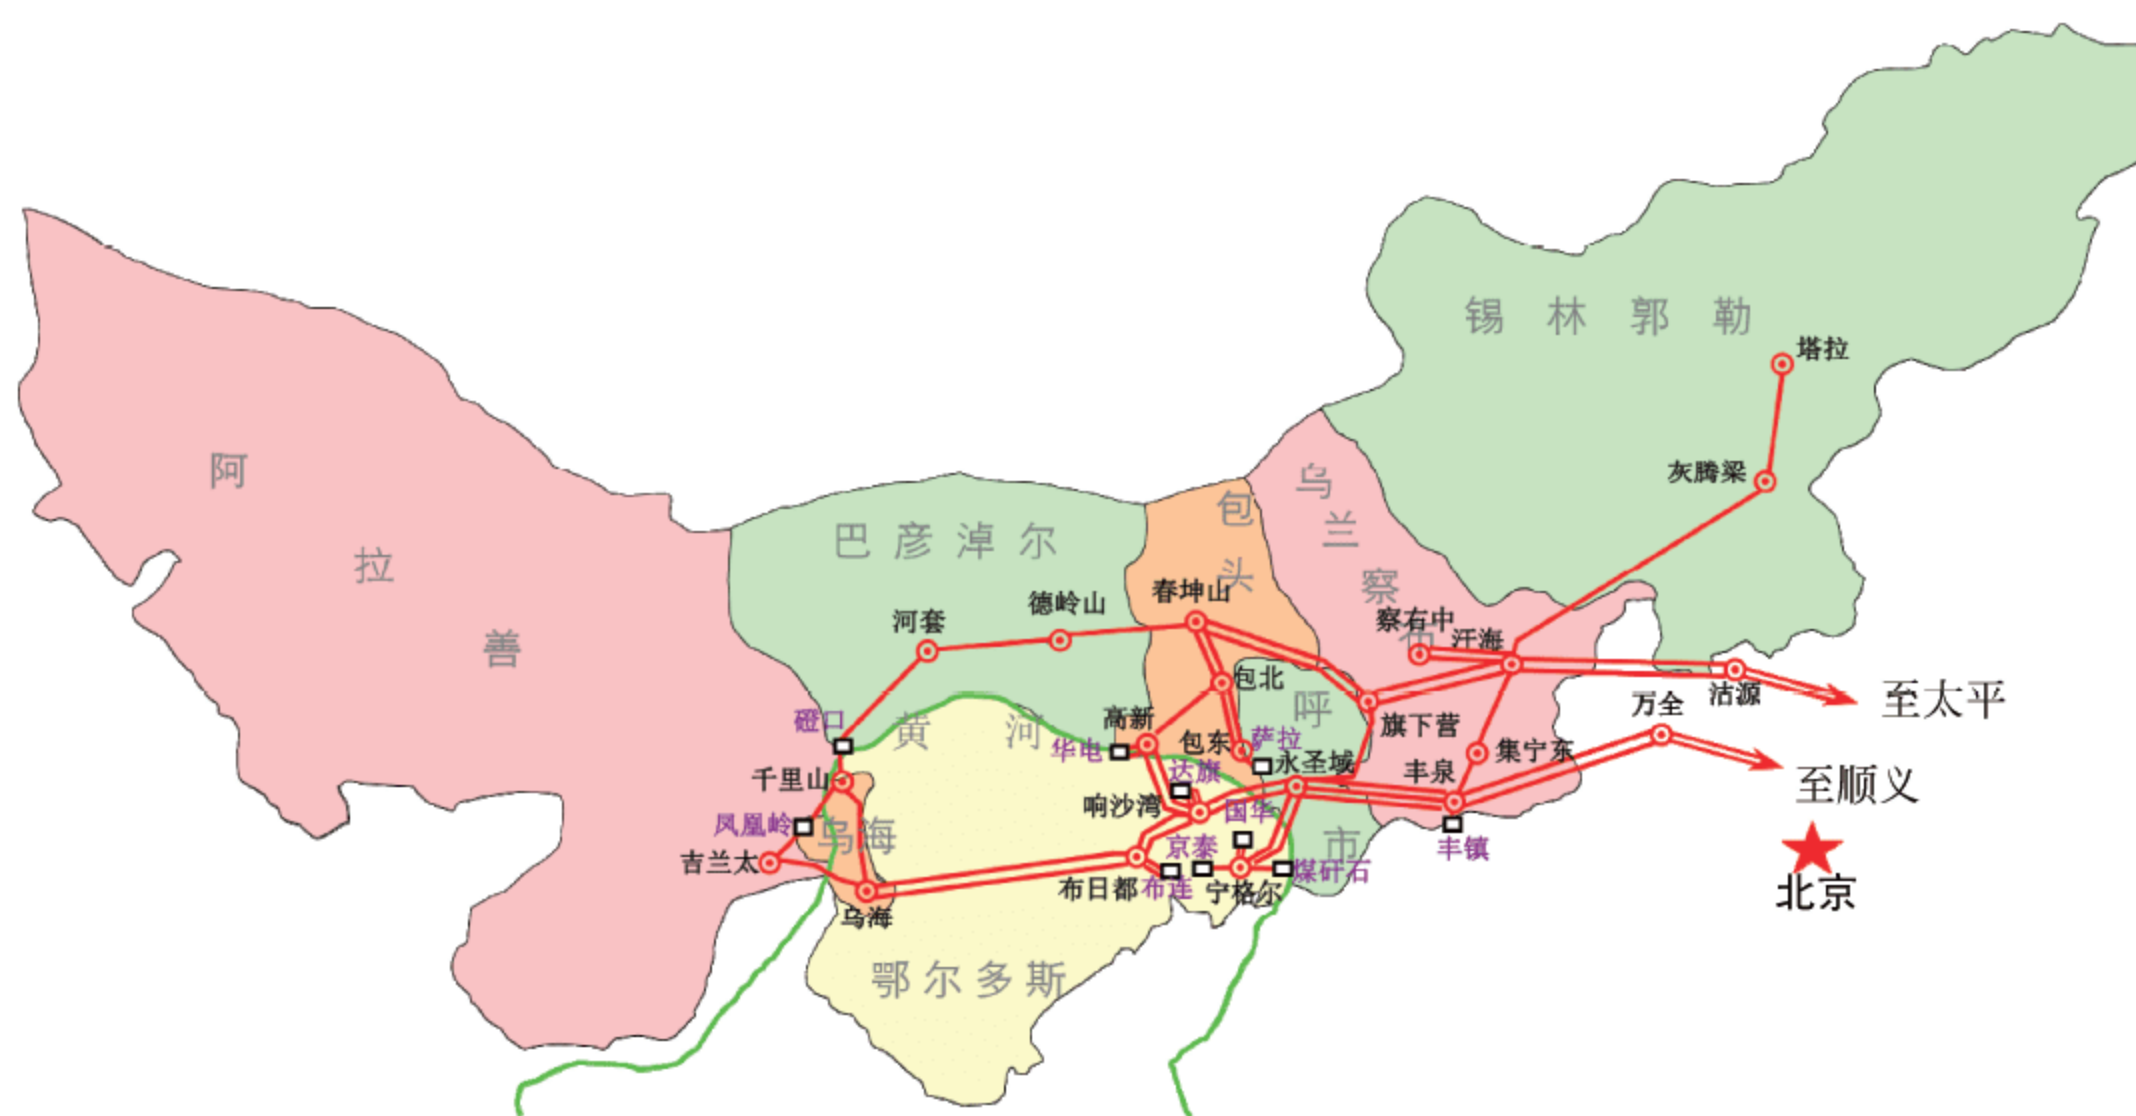 锡林郭勒
塔拉
灰腾梁
阿拉善
巴彦淖尔
包头
乌兰察布
春坤山
德岭山
河套
察右中
汗海
包北
呼市
沽源
至太平
万全
旗下营
磴口
黄河
高新
华电
包东
萨拉
集宁东
永圣域
丰泉
至顺义
千里山
达旗
响沙湾
国华
凤凰岭
乌海
京泰
丰镇
吉兰太
煤矸石
布日都
布连
宁格尔
北京
乌海
鄂尔多斯